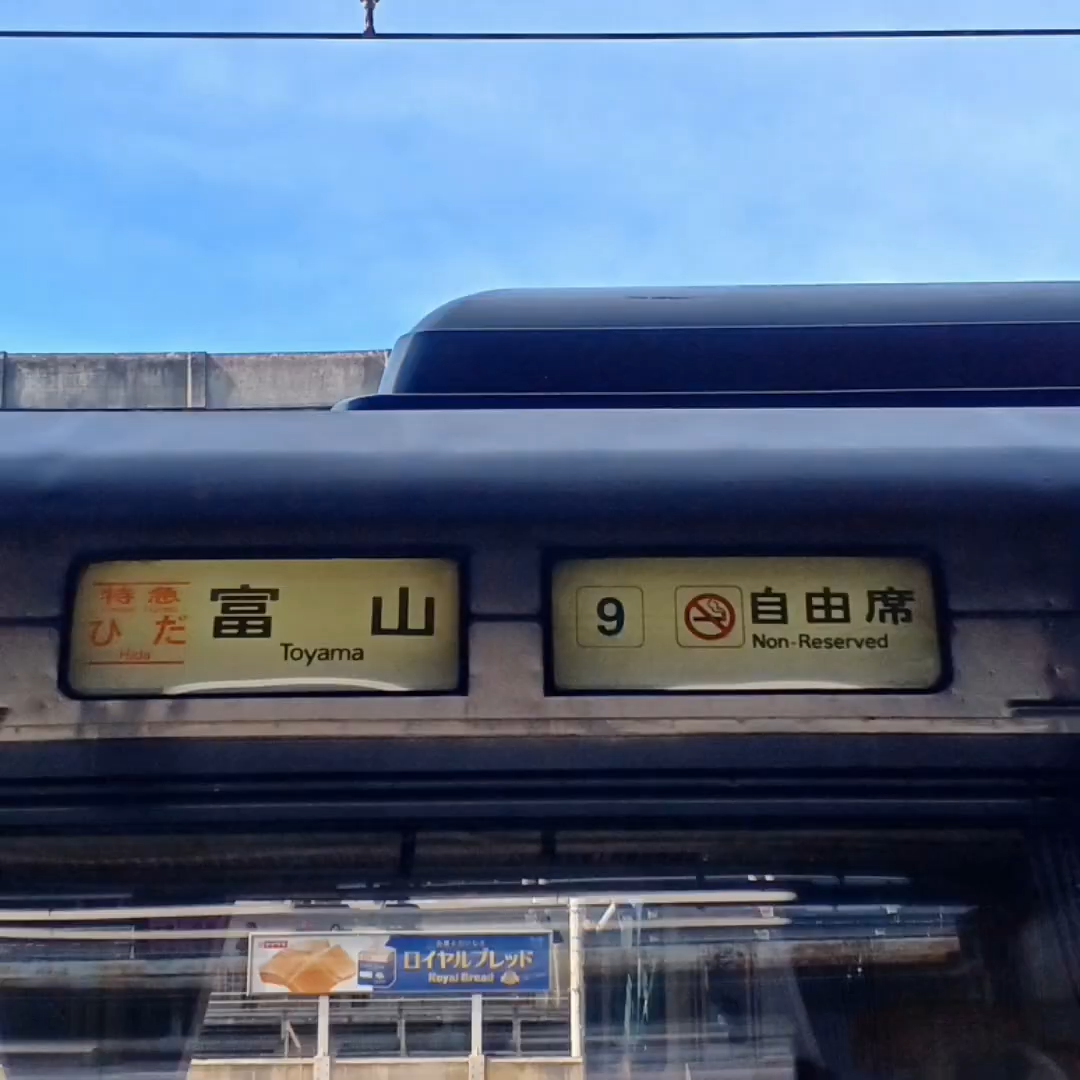 特急
ひだ
Hida
富山
Toyama
9
自由席
Non-Reserved
ロイヤルブレッド
Royal Bread